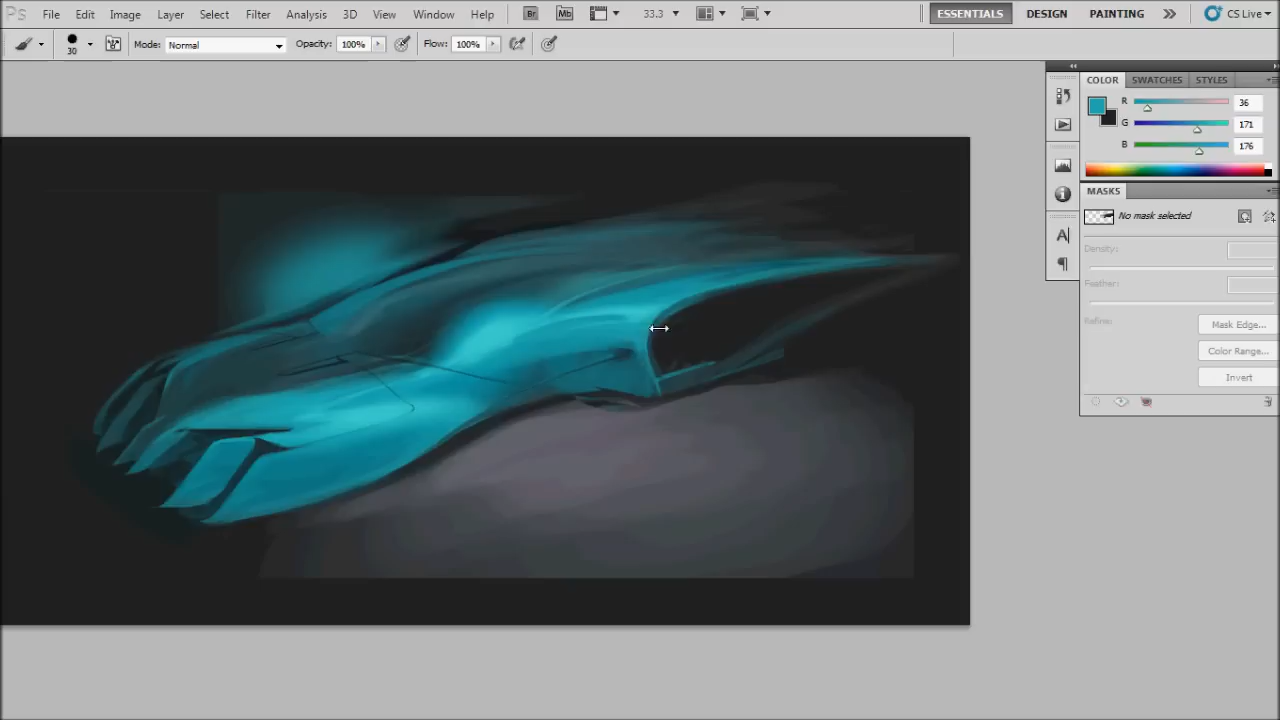 Ps File Edit Image Layer Select Filter Analysis 3D View Window Help Br Mb 33.3 ESSENTIALS DESIGN PAINTING CS Live
30 Mode: Normal Opacity: 100% Flow: 100%
COLOR SWATCHES STYLES
R 36
G 171
B 176
MASKS
No mask selected
Density:
Feather:
Refine: Mask Edge...
Color Range...
Invert
A